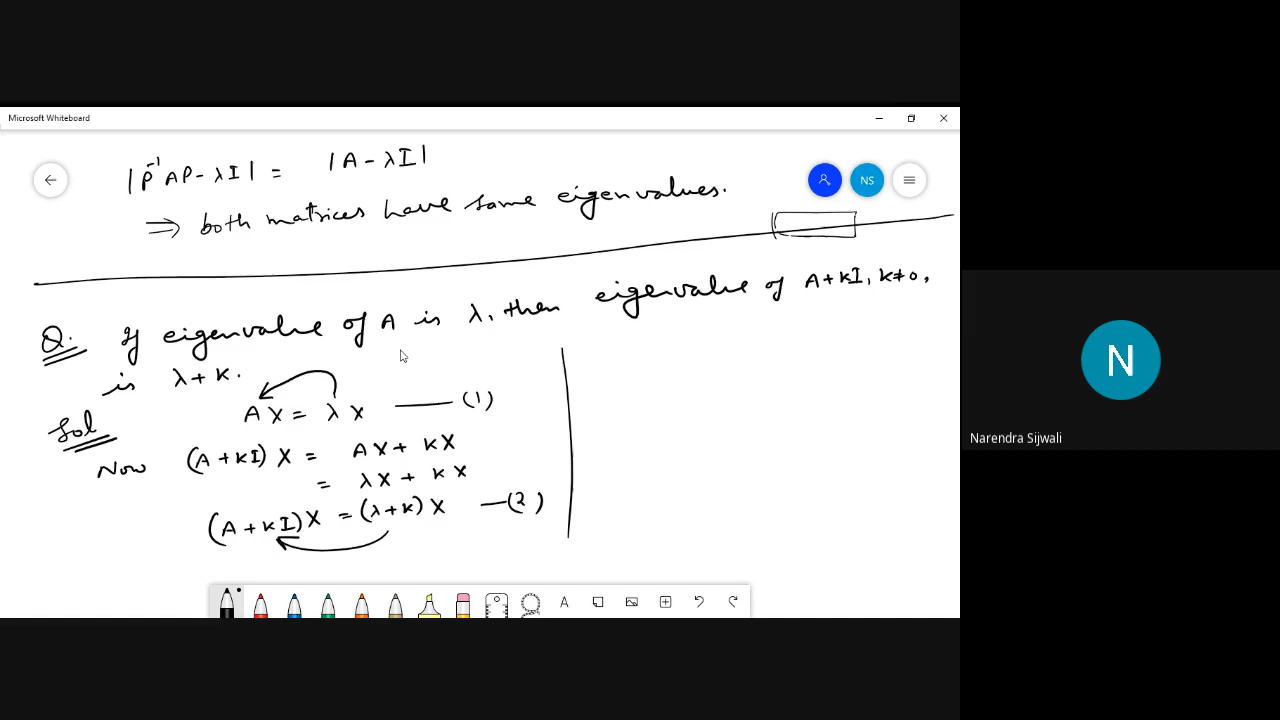 Microsoft Whiteboard
|P⁻¹AP - λI| = |A - λI|
NS
⇒ both matrices have same eigenvalues.
Q. If eigenvalue of A is λ, then eigenvalue of A+KI, K≠0,
is λ+K.
Sol
AX = λX —— (1)
Now (A+KI) X = AX + KX
= λX + KX
(A+KI)X = (λ+K) X —(2)
A
N
Narendra Sijwali